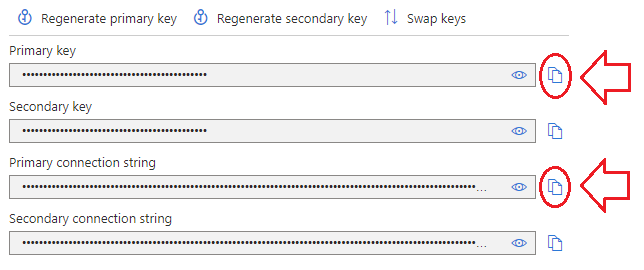 Regenerate primary key Regenerate secondary key Swap keys
Primary key
••••••••••••••••••••••••••••••••••••••••••••
Secondary key
••••••••••••••••••••••••••••••••••••••••••••
Primary connection string
••••••••••••••••••••••••••••••••••••••••••••••••••••••••••••••••••••••••••••••••••••••••••••••••••••••••••••...
Secondary connection string
••••••••••••••••••••••••••••••••••••••••••••••••••••••••••••••••••••••••••••••••••••••••••••••••••••••••••••...